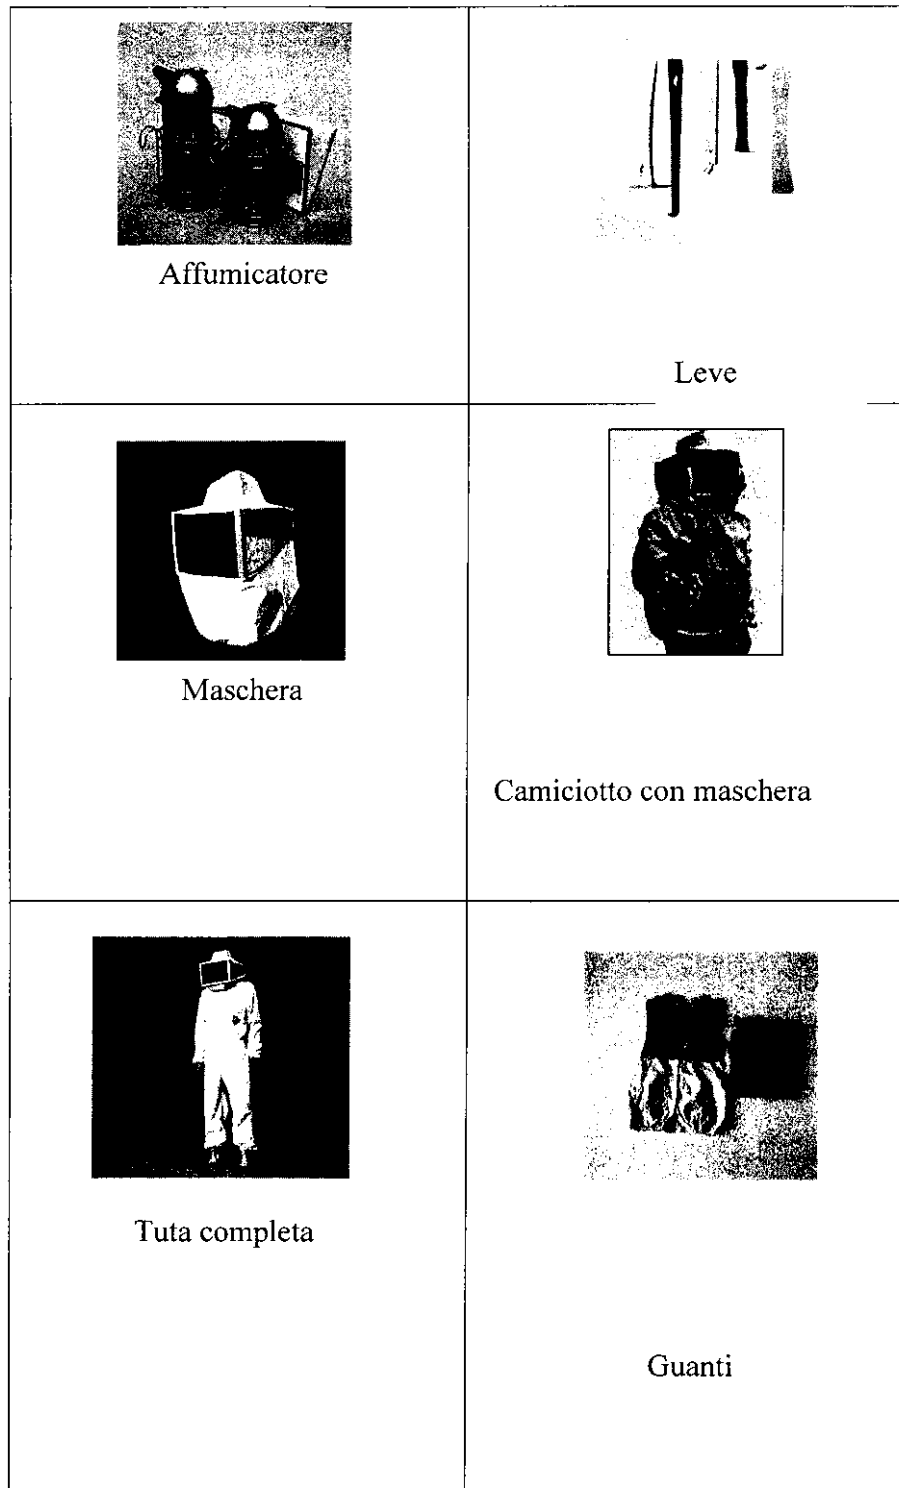 Affumicatore
Leve
Maschera
Camiciotto con maschera
Tuta completa
Guanti